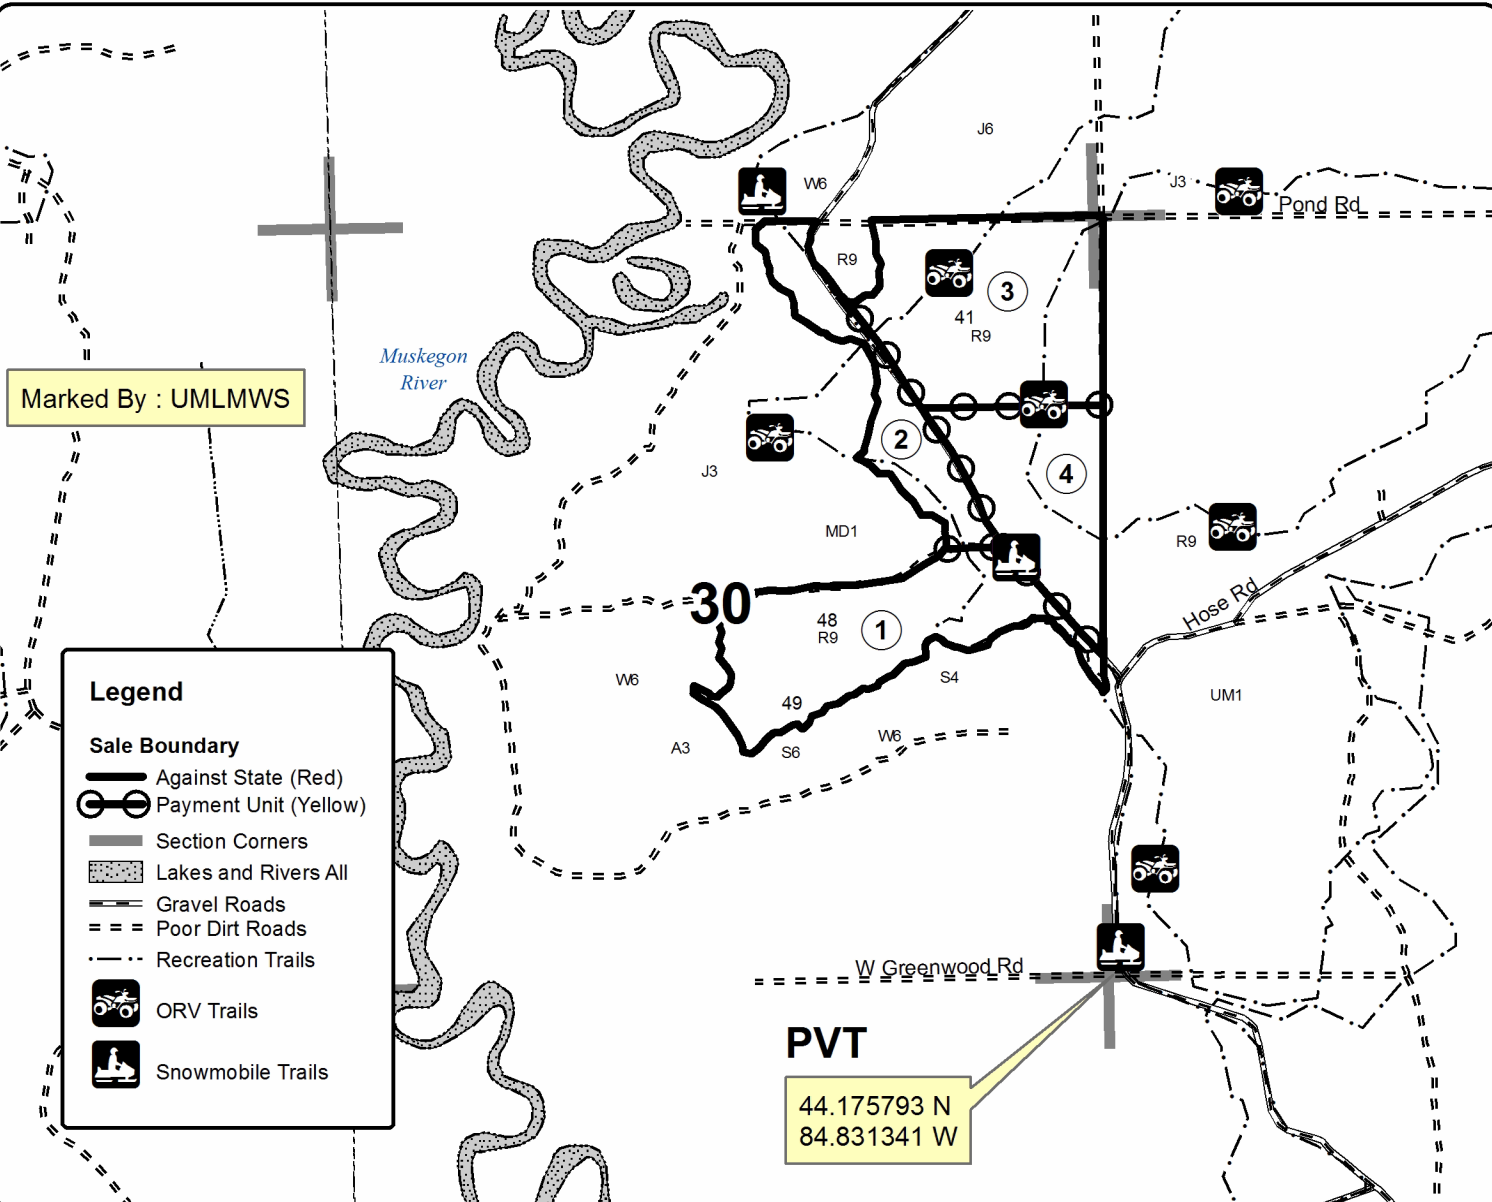 J6
W6
J3
Pond Rd
R9
3
41
R9
Muskegon
River
Marked By : UMLMWS
2
J3
4
MD1
R9
30
48
R9
1
Hose Rd
W6
S4
49
UM1
A3
S6
W6
Legend
Sale Boundary
Against State (Red)
Payment Unit (Yellow)
Section Corners
Lakes and Rivers All
Gravel Roads
Poor Dirt Roads
Recreation Trails
ORV Trails
Snowmobile Trails
W Greenwood Rd
PVT
44.175793 N
84.831341 W